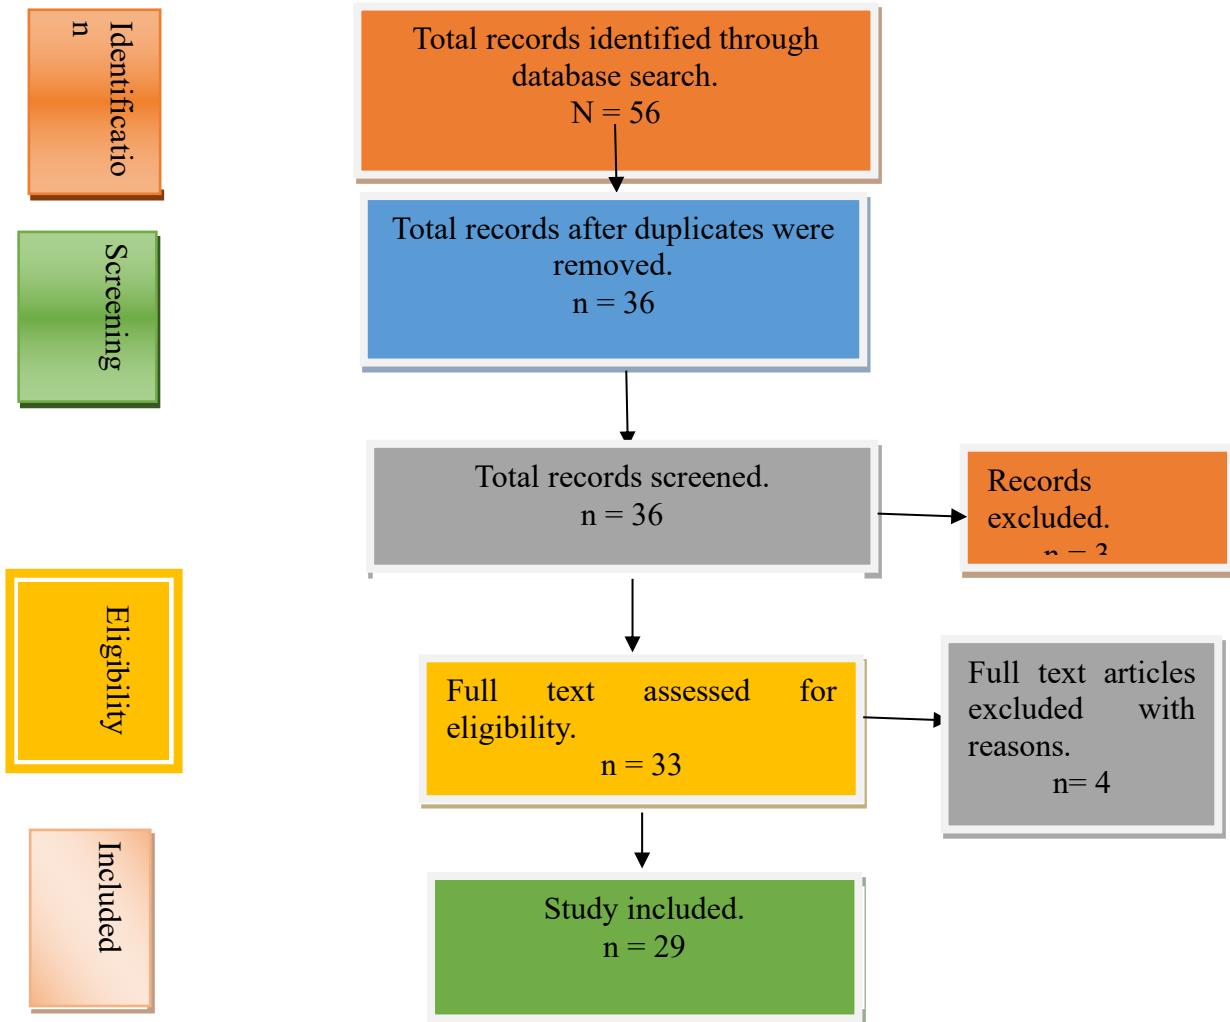 Identificatio
n
Total records identified through
database search.
N = 56
Total records after duplicates were
removed.
n = 36
Screening
Total records screened.
n = 36
Records
excluded.
n = 3
Eligibility
Full text assessed for
eligibility.
n = 33
Full text articles
excluded with
reasons.
n= 4
Included
Study included.
n = 29